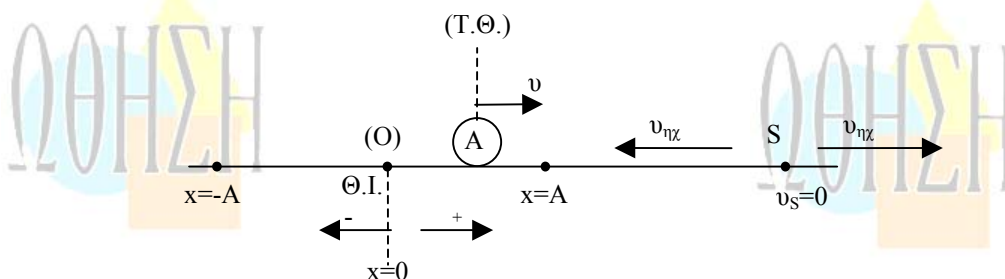 (Τ.Θ.)
ΩΘΗΣΗ
ΩΘΗΣΗ
υ
(Ο)
A
υηχ
S
υηχ
x=-A
Θ.Ι.
x=A
υS=0
-
+
x=0